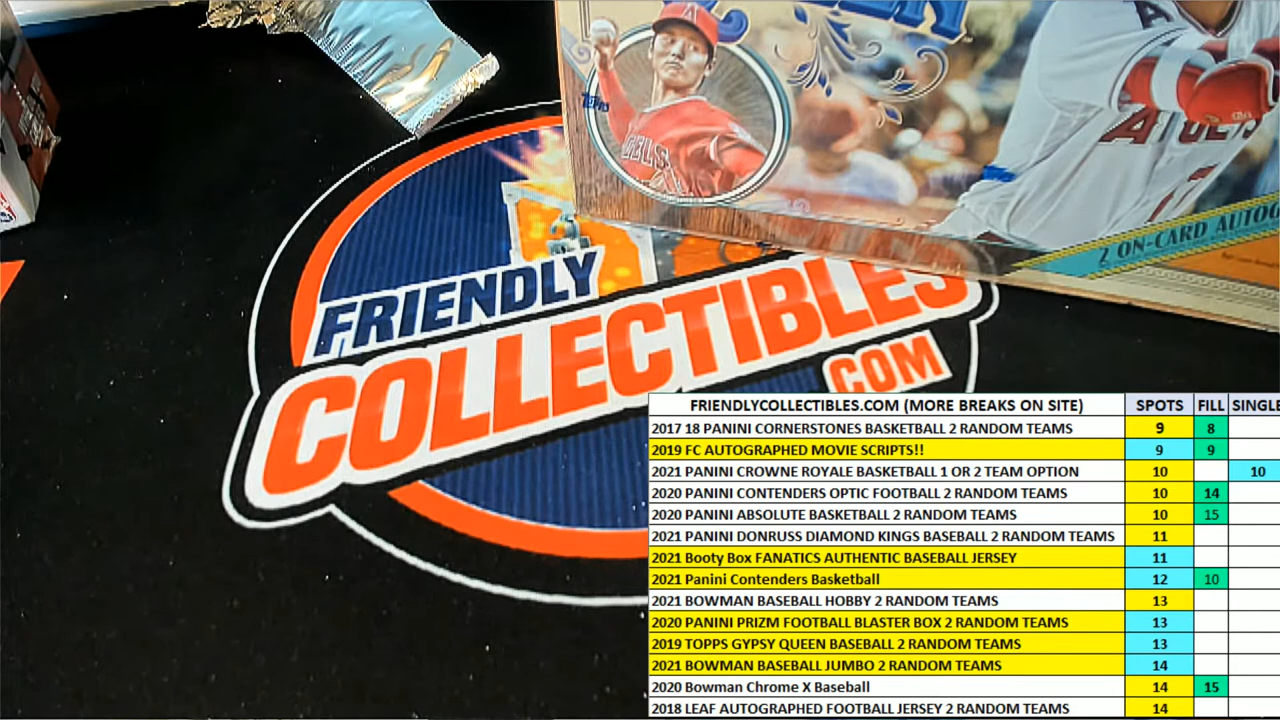 TOPPS
ANGELS
2 ON-CARD
FRIENDLY
COLLECTIBLES
.COM
FRIENDLYCOLLECTIBLES.COM (MORE BREAKS ON SITE) SPOTS FILL SINGLE
2017 18 PANINI CORNERSTONES BASKETBALL 2 RANDOM TEAMS 9 8
2019 FC AUTOGRAPHED MOVIE SCRIPTS!! 9 9
2021 PANINI CROWNE ROYALE BASKETBALL 1 OR 2 TEAM OPTION 10 10
2020 PANINI CONTENDERS OPTIC FOOTBALL 2 RANDOM TEAMS 10 14
2020 PANINI ABSOLUTE BASKETBALL 2 RANDOM TEAMS 10 15
2021 PANINI DONRUSS DIAMOND KINGS BASEBALL 2 RANDOM TEAMS 11
2021 Booty Box FANATICS AUTHENTIC BASEBALL JERSEY 11
2021 Panini Contenders Basketball 12 10
2021 BOWMAN BASEBALL HOBBY 2 RANDOM TEAMS 13
2020 PANINI PRIZM FOOTBALL BLASTER BOX 2 RANDOM TEAMS 13
2019 TOPPS GYPSY QUEEN BASEBALL 2 RANDOM TEAMS 13
2021 BOWMAN BASEBALL JUMBO 2 RANDOM TEAMS 14
2020 Bowman Chrome X Baseball 14 15
2018 LEAF AUTOGRAPHED FOOTBALL JERSEY 2 RANDOM TEAMS 14